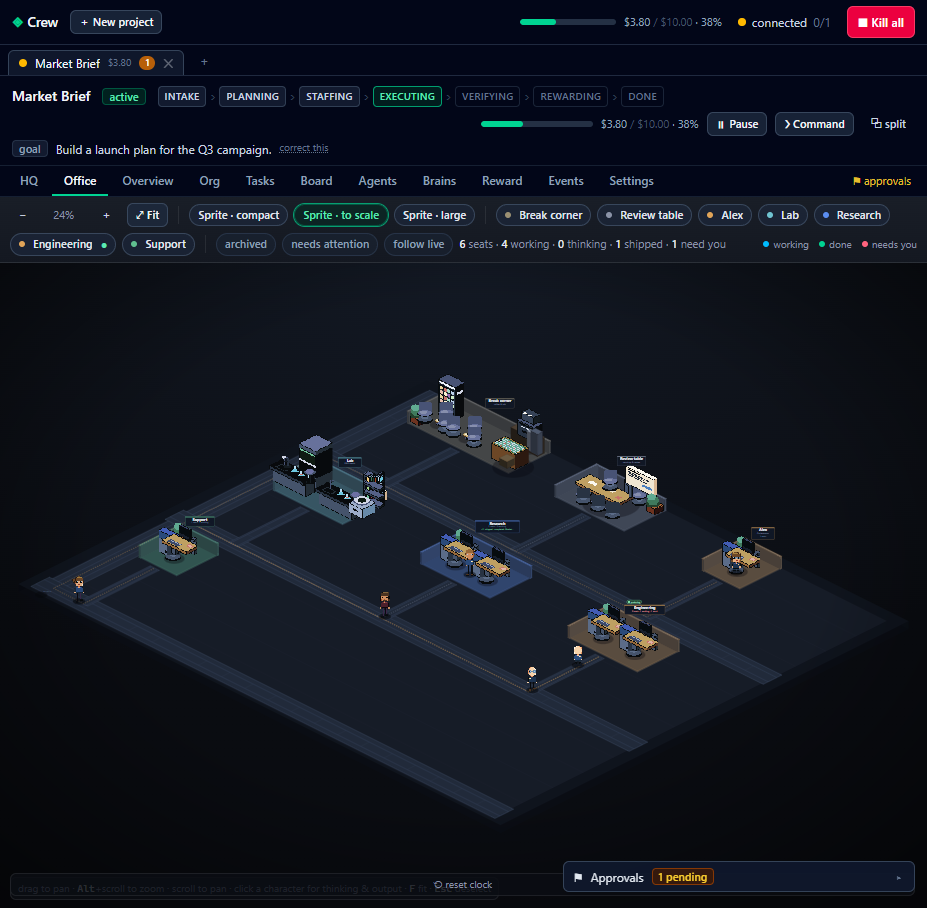 Crew
+ New project
$3.80 / $10.00 · 38%
connected 0/1
Kill all
Market Brief $3.80 1
+
Market Brief
active
INTAKE › PLANNING › STAFFING › EXECUTING › VERIFYING › REWARDING › DONE
$3.80 / $10.00 · 38%
Pause
Command
split
goal Build a launch plan for the Q3 campaign. correct this
HQ Office Overview Org Tasks Board Agents Brains Reward Events Settings
approvals
− 24% + Fit
Sprite · compact Sprite · to scale Sprite · large
Break corner Review table Alex Lab Research
Engineering Support
archived needs attention follow live
6 seats · 4 working · 0 thinking · 1 shipped · 1 need you
working done needs you
Break corner
Lab
Review table
Support
Research
Alex
Engineering
drag to pan · Alt+scroll to zoom · scroll to pan · click a character for thinking & output · F fit
reset clock
Approvals 1 pending